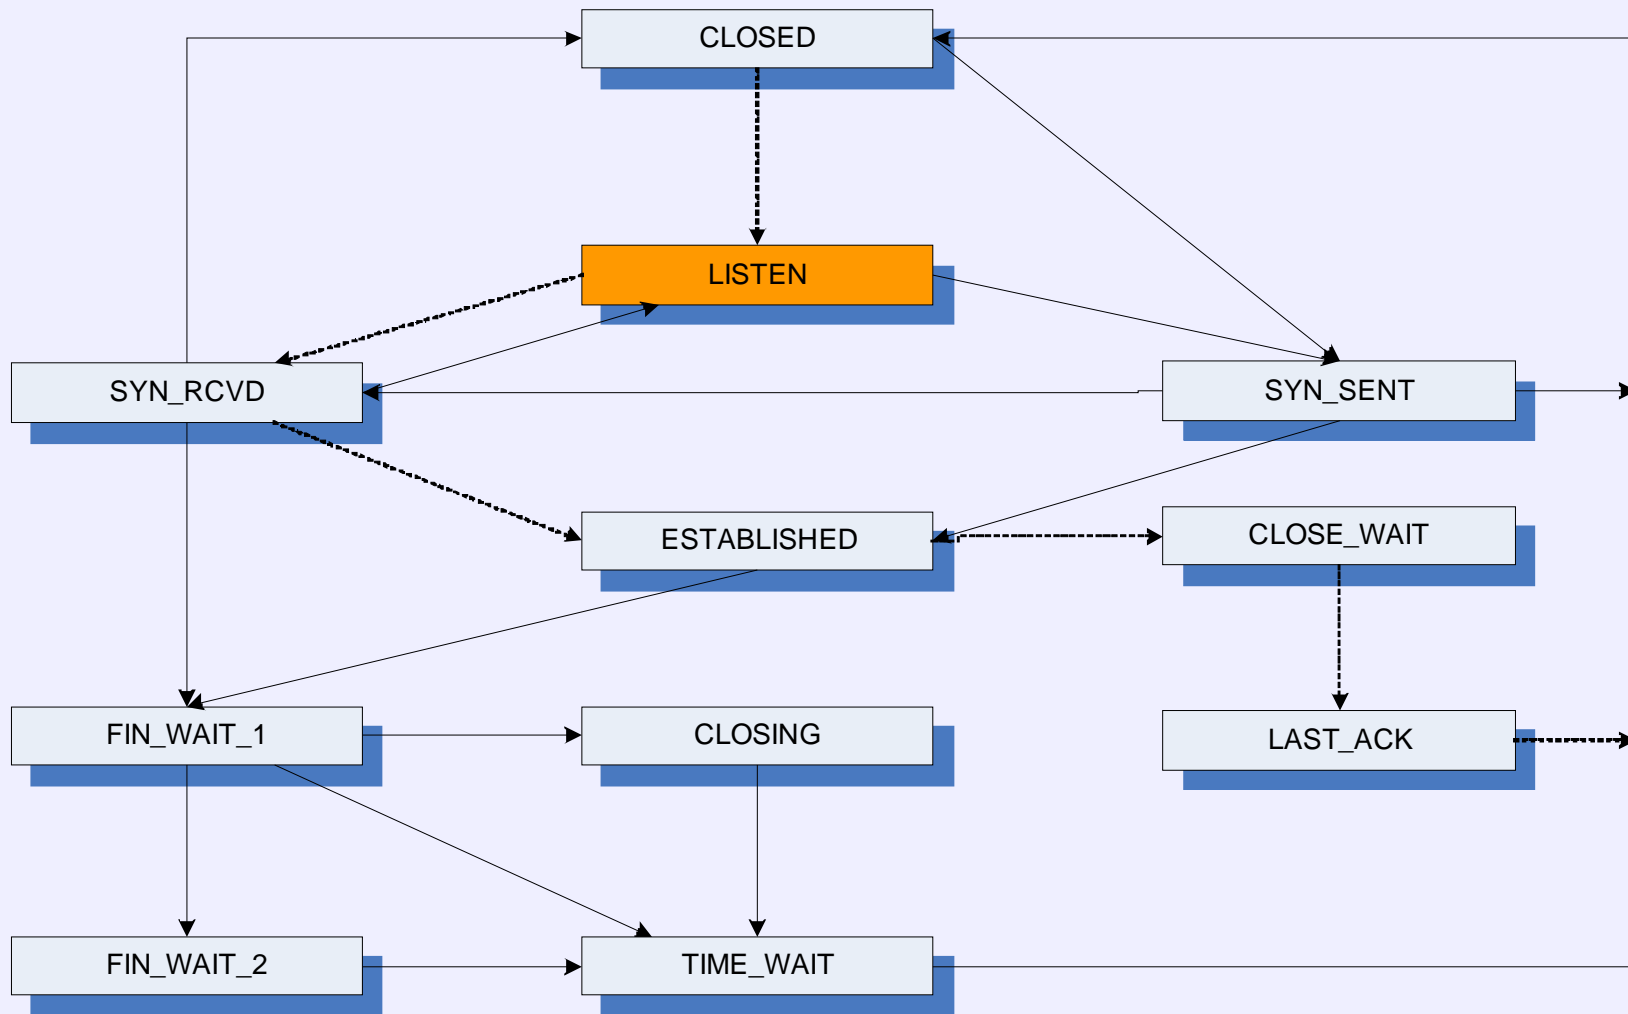 CLOSED
LISTEN
SYN_RCVD
SYN_SENT
ESTABLISHED
CLOSE_WAIT
FIN_WAIT_1
CLOSING
LAST_ACK
FIN_WAIT_2
TIME_WAIT